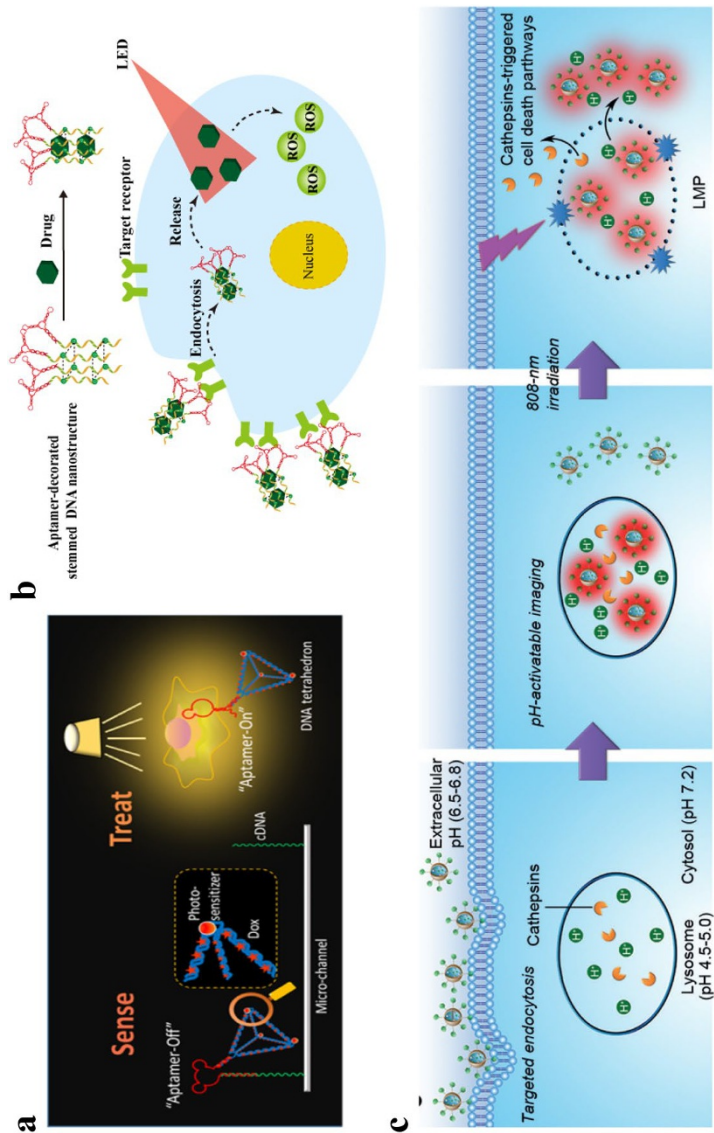 a
Sense
Treat
"Aptamer-Off"
Photo-
sensitizer
Dox
Micro-channel
cDNA
"Aptamer-On"
DNA tetrahedron
b
Aptamer-decorated
stemmed DNA nanostructure
Drug
Target receptor
LED
Endocytosis
Release
ROS
ROS
ROS
Nucleus
c
Extracellular
pH (6.5-6.8)
Targeted endocytosis
Cathepsins
H+
H+
H+
H+
H+
Lysosome
(pH 4.5-5.0)
Cytosol (pH 7.2)
pH-activatable imaging
H+
H+
H+
H+
H+
808-nm
irradiation
Cathepsins-triggered
cell death parthways
H+
H+
H+
H+
LMP